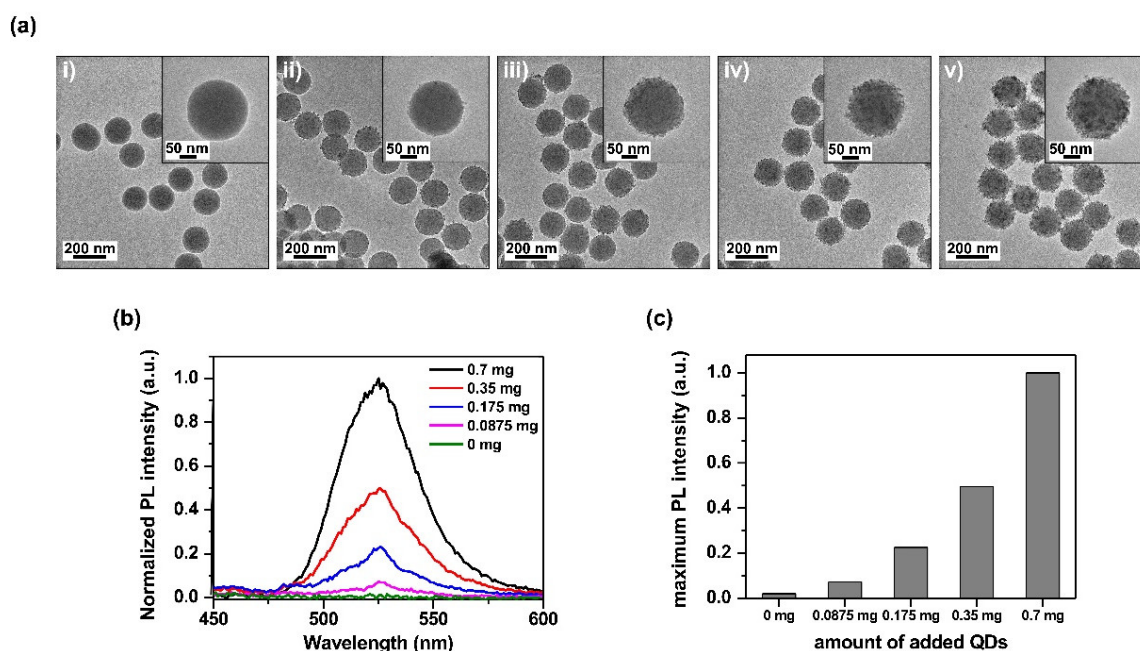 (a)
i) ii) iii) iv) v)
50 nm 50 nm 50 nm 50 nm 50 nm
200 nm 200 nm 200 nm 200 nm 200 nm
(b)
Normalized PL intensity (a.u.)
1.0
0.8
0.6
0.4
0.2
0.0
0.7 mg
0.35 mg
0.175 mg
0.0875 mg
0 mg
450 500 550 600
Wavelength (nm)
(c)
maximum PL intensity (a.u.)
1.0
0.8
0.6
0.4
0.2
0.0
0 mg 0.0875 mg 0.175 mg 0.35 mg 0.7 mg
amount of added QDs